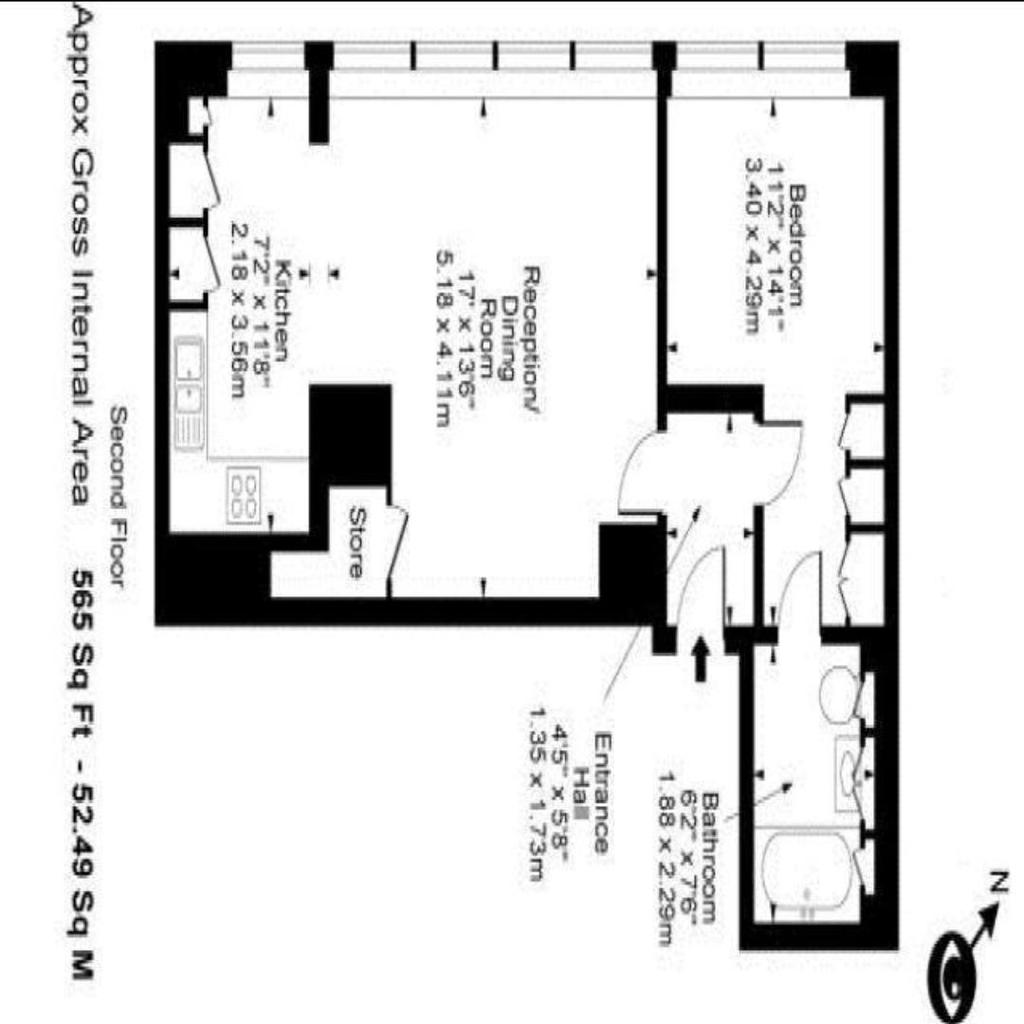 Bedroom
11'2" x 14'1"
3.40 x 4.29m
Reception/
Dining
Room
17' x 13'6"
5.18 x 4.11m
Kitchen
7'2" x 11'8"
2.18 x 3.56m
Store
Entrance
Hall
4'5" x 5'8"
1.35 x 1.73m
Bathroom
6'2" x 7'6"
1.88 x 2.29m
N
Second Floor
Approx Gross Internal Area 565 Sq Ft - 52.49 Sq M